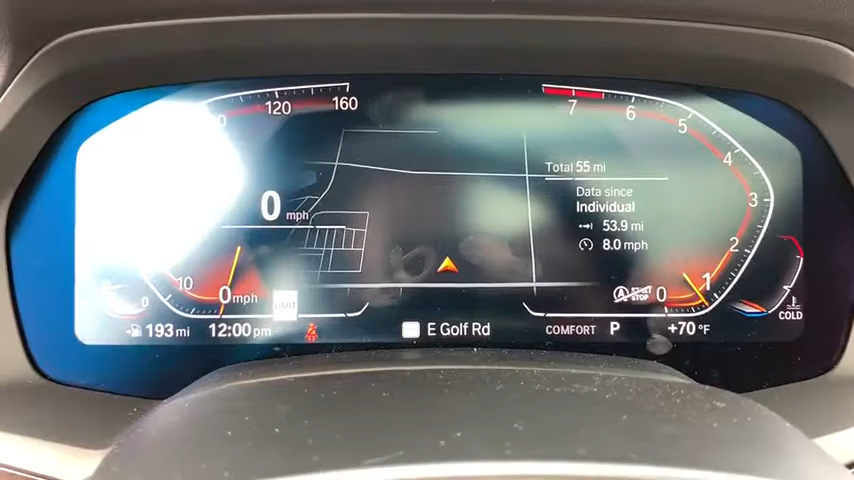 120 160
7 6 5 4 3 2 1 0
Total 55 mi
Data since
Individual
53.9 mi
8.0 mph
0 mph
10
0
0 mph
LIMIT
START
STOP
COLD
193 mi
12:00 pm
E Golf Rd
COMFORT
P
+70 °F